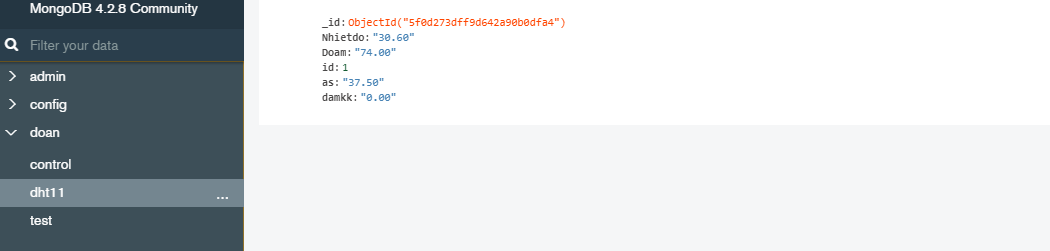 MongoDB 4.2.8 Community
Filter your data
admin
config
doan
control
dht11 ...
test
_id: ObjectId("5f0d273dff9d642a90b0dfa4")
Nhietdo: "30.60"
Doam: "74.00"
id: 1
as: "37.50"
damkk: "0.00"